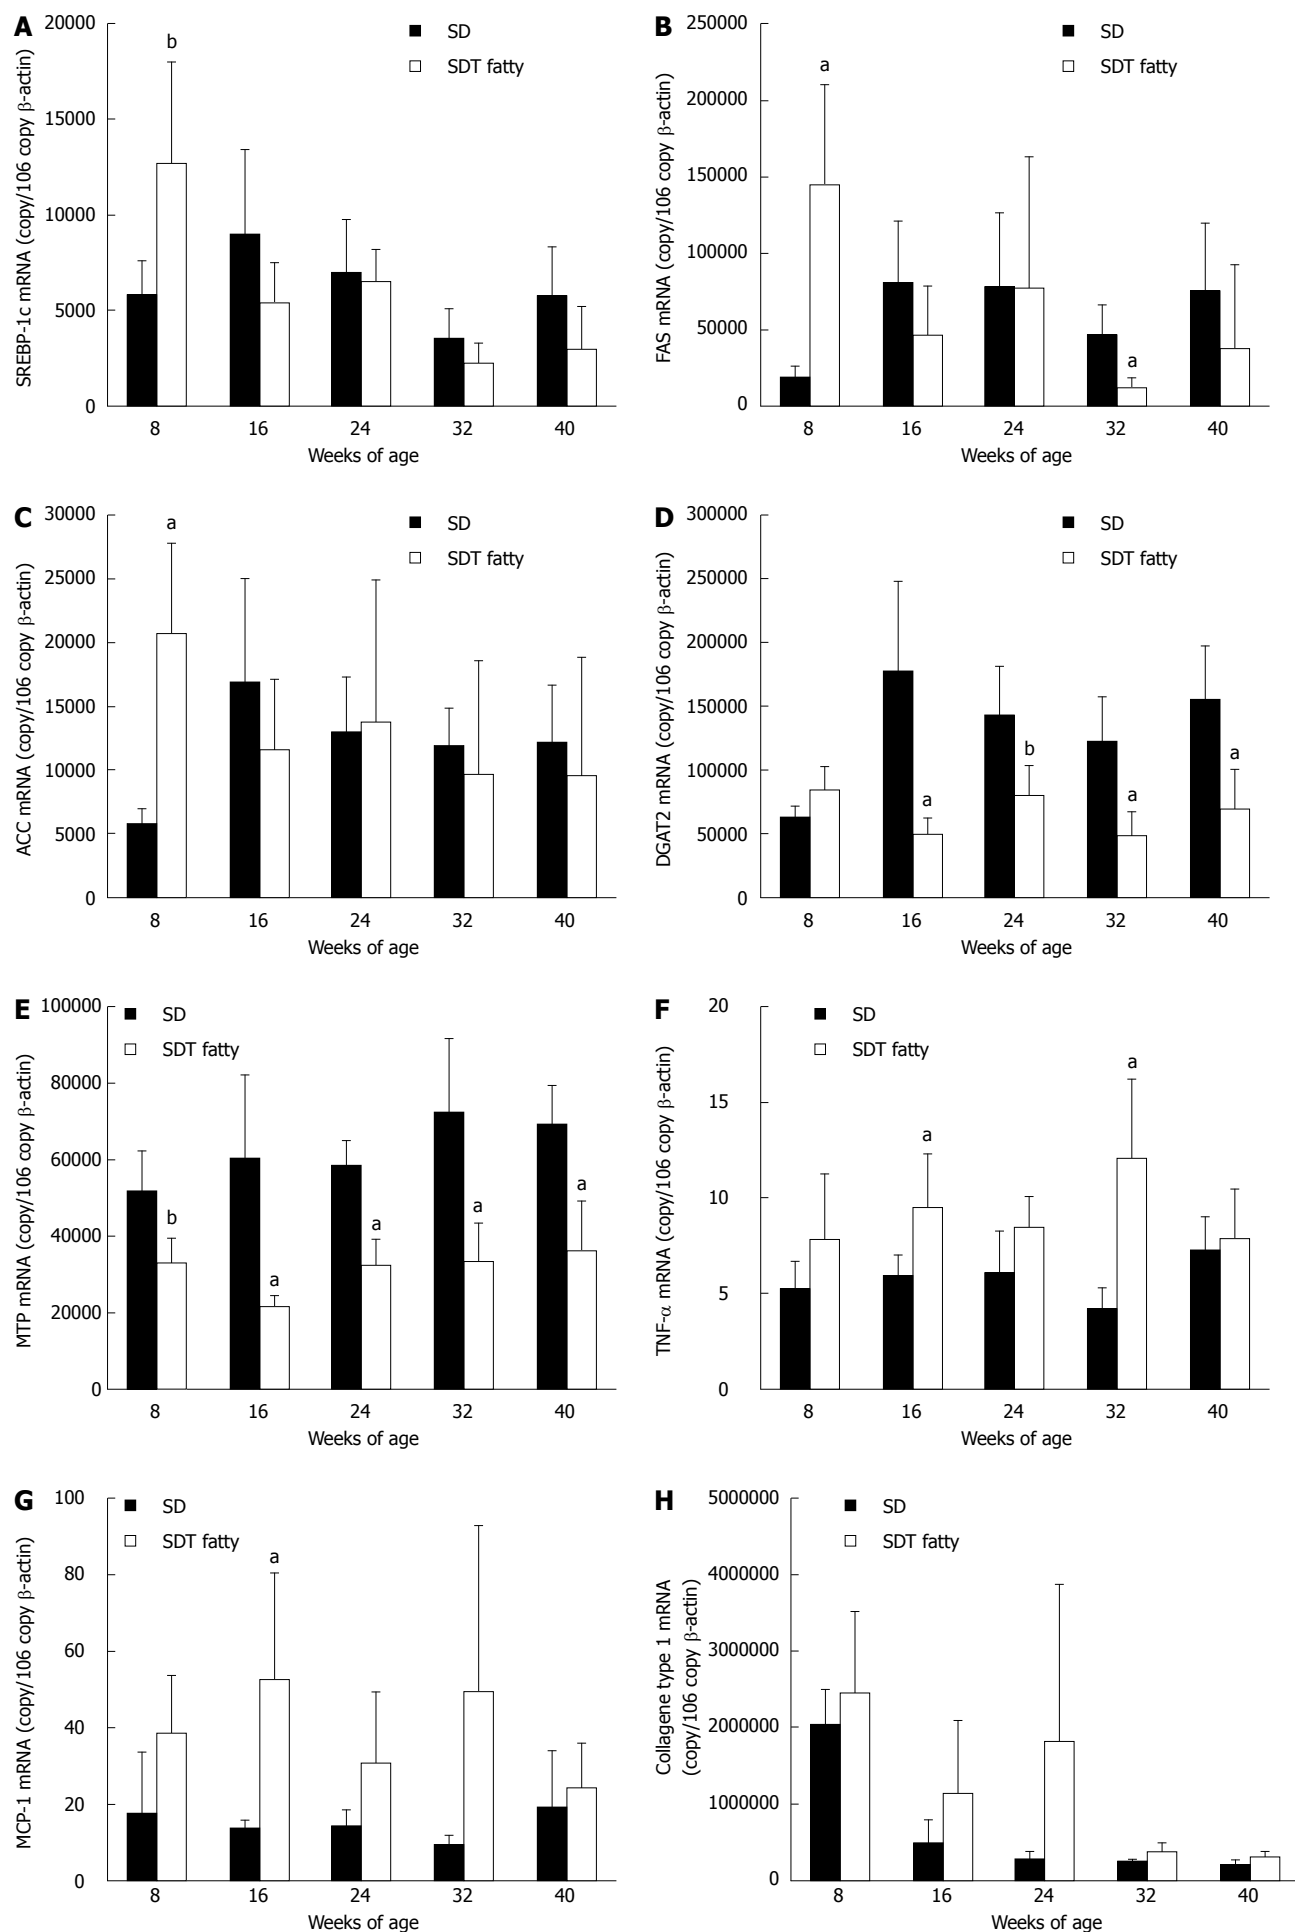 A
SREBP-1c mRNA (copy/106 copy β-actin)
20000
15000
10000
5000
0
SD
SDT fatty
b
8 16 24 32 40
Weeks of age
B
FAS mRNA (copy/106 copy β-actin)
250000
200000
150000
100000
50000
0
SD
SDT fatty
a
a
8 16 24 32 40
Weeks of age
C
ACC mRNA (copy/106 copy β-actin)
30000
25000
20000
15000
10000
5000
0
SD
SDT fatty
a
8 16 24 32 40
Weeks of age
D
DGAT2 mRNA (copy/106 copy β-actin)
300000
250000
200000
150000
100000
50000
0
SD
SDT fatty
a b a a
8 16 24 32 40
Weeks of age
E
MTP mRNA (copy/106 copy β-actin)
100000
80000
60000
40000
20000
0
SD
SDT fatty
b a a a a
8 16 24 32 40
Weeks of age
F
TNF-α mRNA (copy/106 copy β-actin)
20
15
10
5
0
SD
SDT fatty
a a
8 16 24 32 40
Weeks of age
G
MCP-1 mRNA (copy/106 copy β-actin)
100
80
60
40
20
0
SD
SDT fatty
a
8 16 24 32 40
Weeks of age
H
Collagene type 1 mRNA
(copy/106 copy β-actin)
5000000
4000000
3000000
2000000
1000000
0
SD
SDT fatty
8 16 24 32 40
Weeks of age